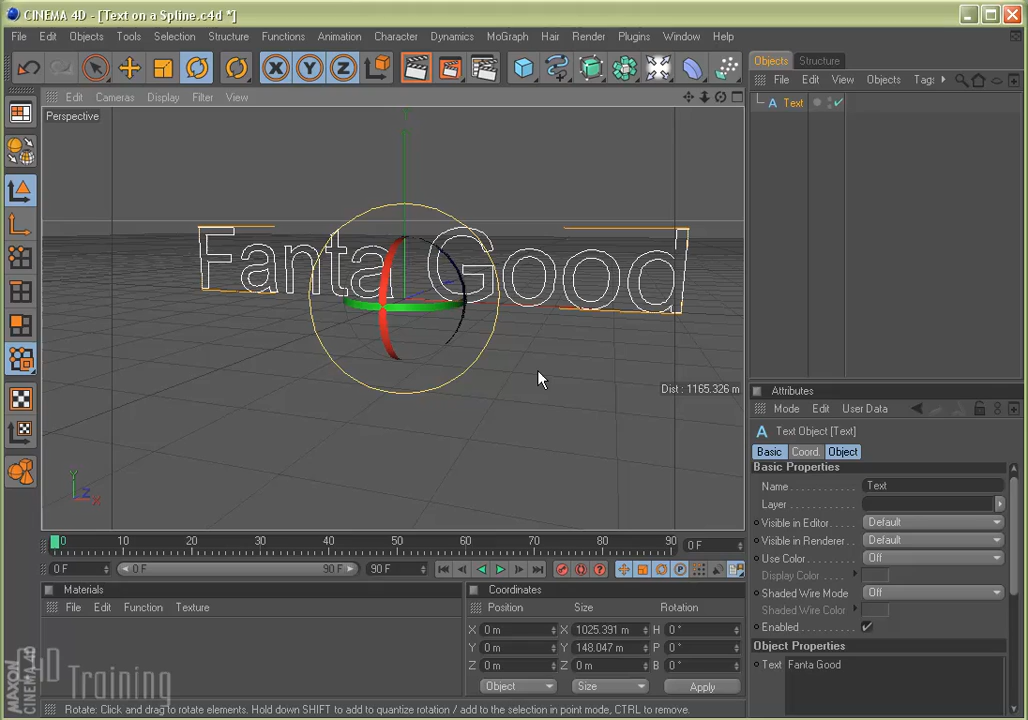 CINEMA 4D - [Text on a Spline.c4d *]
File Edit Objects Tools Selection Structure Functions Animation Character Dynamics MoGraph Hair Render Plugins Window Help
X Y Z
Objects Structure
File Edit View Objects Tags
Edit Cameras Display Filter View
Perspective
A Text
Fanta Good
Dist : 1165.326 m
Y Z X
Attributes
Mode Edit User Data
A Text Object [Text]
Basic Coord. Object
Basic Properties
Name Text
Layer
Visible in Editor Default
Visible in Renderer Default
Use Color Off
Display Color
Shaded Wire Mode Off
Shaded Wire Color
Enabled
Object Properties
Text Fanta Good
0 10 20 30 40 50 60 70 80 90 0 F
0 F 0 F 90 F 90 F
P
Materials
File Edit Function Texture
Coordinates
Position Size Rotation
X 0 m X 1025.391 m H 0 °
Y 0 m Y 148.047 m P 0 °
Z 0 m Z 0 m B 0 °
Object Size Apply
MAXON CINEMA 4D
Training
Rotate: Click and drag to rotate elements. Hold down SHIFT to add to quantize rotation / add to the selection in point mode, CTRL to remove.